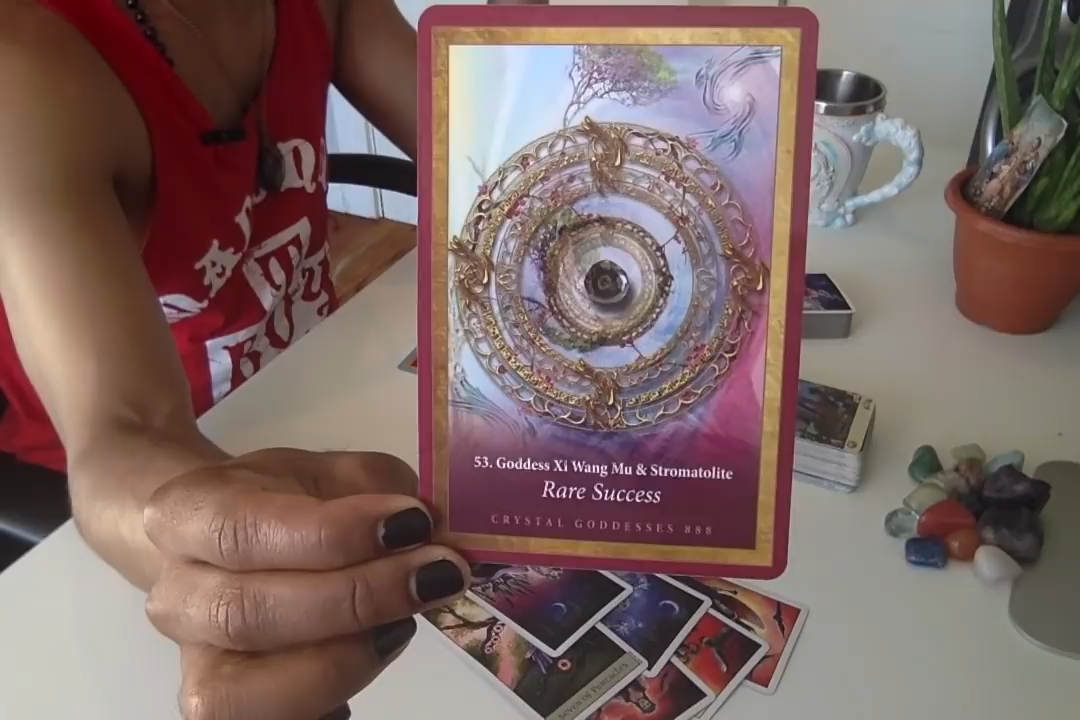 53. Goddess Xi Wang Mu & Stromatolite
Rare Success
CRYSTAL GODDESSES 888
Seven of Pentacles